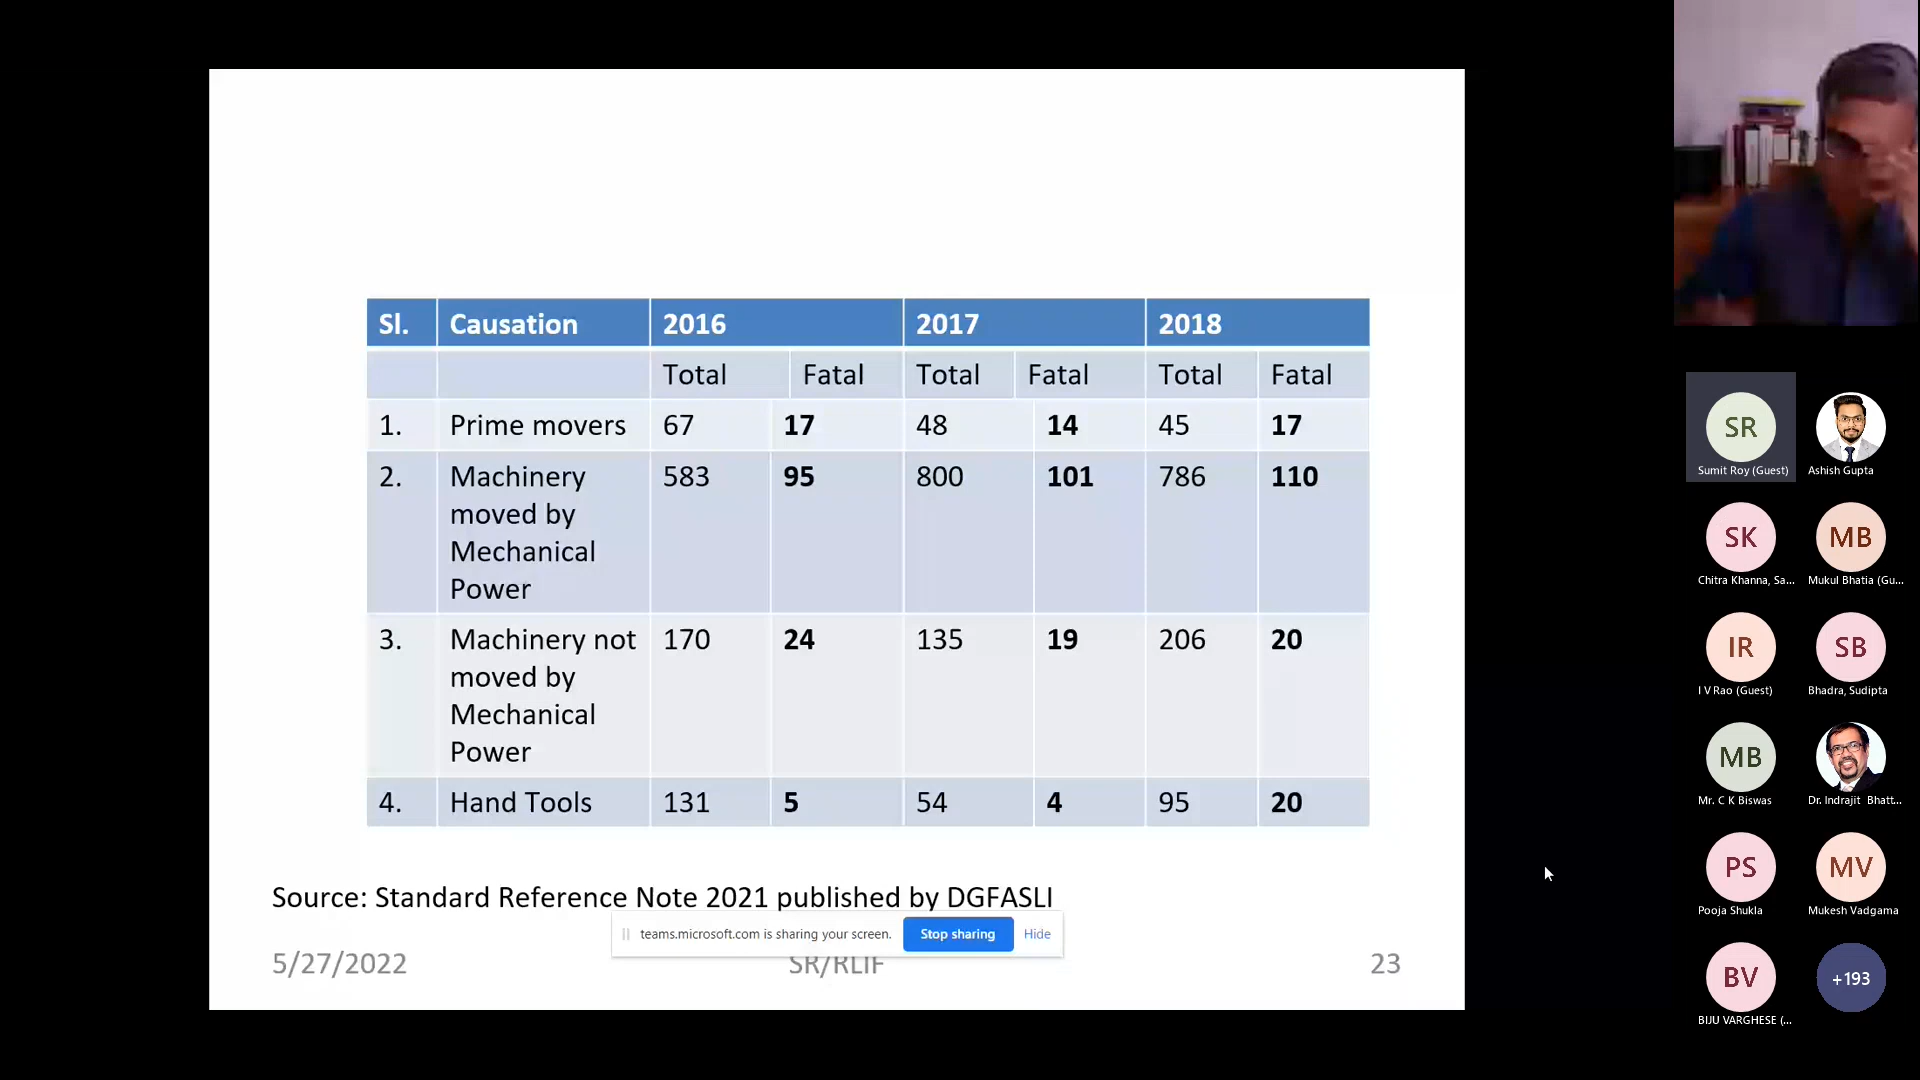 Sl. Causation 2016 2017 2018
Total Fatal Total Fatal Total Fatal
1. Prime movers 67 17 48 14 45 17
2. Machinery 583 95 800 101 786 110
moved by
Mechanical
Power
3. Machinery not 170 24 135 19 206 20
moved by
Mechanical
Power
4. Hand Tools 131 5 54 4 95 20
Source: Standard Reference Note 2021 published by DGFASLI
teams.microsoft.com is sharing your screen. Stop sharing Hide
5/27/2022 SR/RLIF 23
SR
Sumit Roy (Guest) Ashish Gupta
SK MB
Chitra Khanna, Sa... Mukul Bhatia (Gu...
IR SB
I V Rao (Guest) Bhadra, Sudipta
MB
Mr. C K Biswas Dr. Indrajit Bhatt...
PS MV
Pooja Shukla Mukesh Vadgama
BV +193
BIJU VARGHESE (...